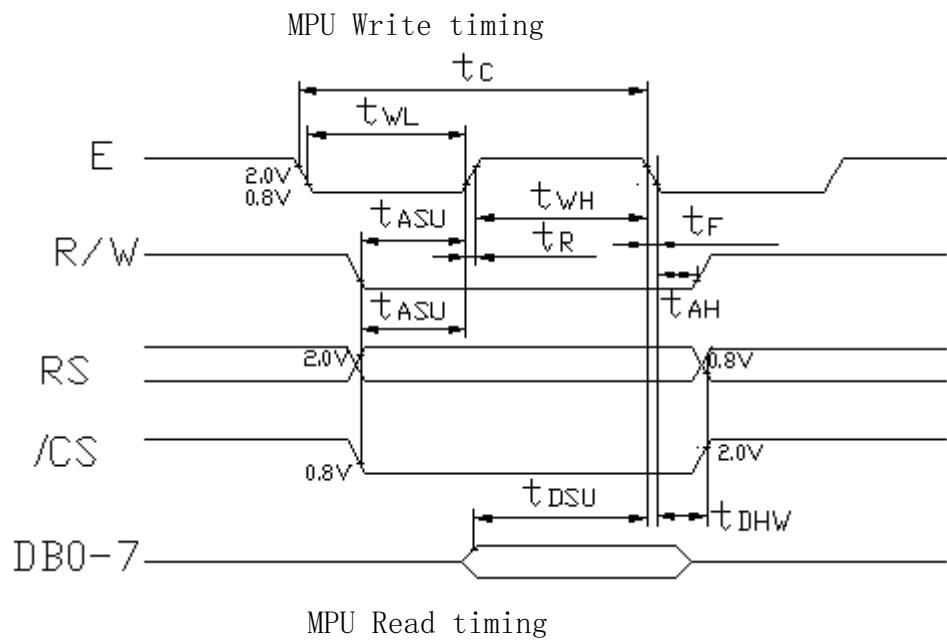 MPU Write timing
tC
tWL
E
2.0V
0.8V
tWH
tASU
tF
tR
R/W
tAH
tASU
2.0V
0.8V
RS
/CS
2.0V
0.8V
tDSU
tDHW
DB0-7
MPU Read timing